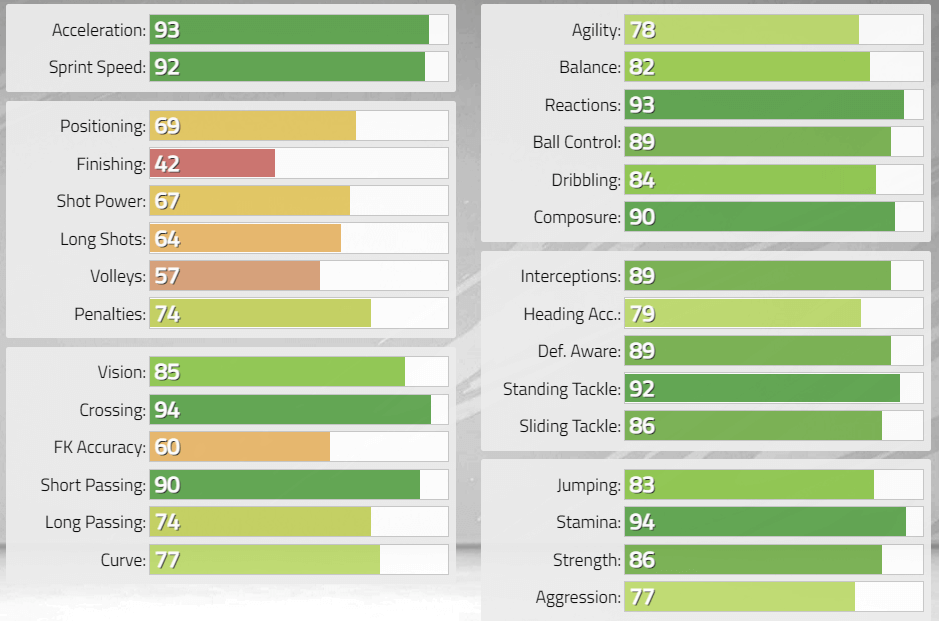 Acceleration: 93
Sprint Speed: 92
Positioning: 69
Finishing: 42
Shot Power: 67
Long Shots: 64
Volleys: 57
Penalties: 74
Vision: 85
Crossing: 94
FK Accuracy: 60
Short Passing: 90
Long Passing: 74
Curve: 77
Agility: 78
Balance: 82
Reactions: 93
Ball Control: 89
Dribbling: 84
Composure: 90
Interceptions: 89
Heading Acc.: 79
Def. Aware: 89
Standing Tackle: 92
Sliding Tackle: 86
Jumping: 83
Stamina: 94
Strength: 86
Aggression: 77